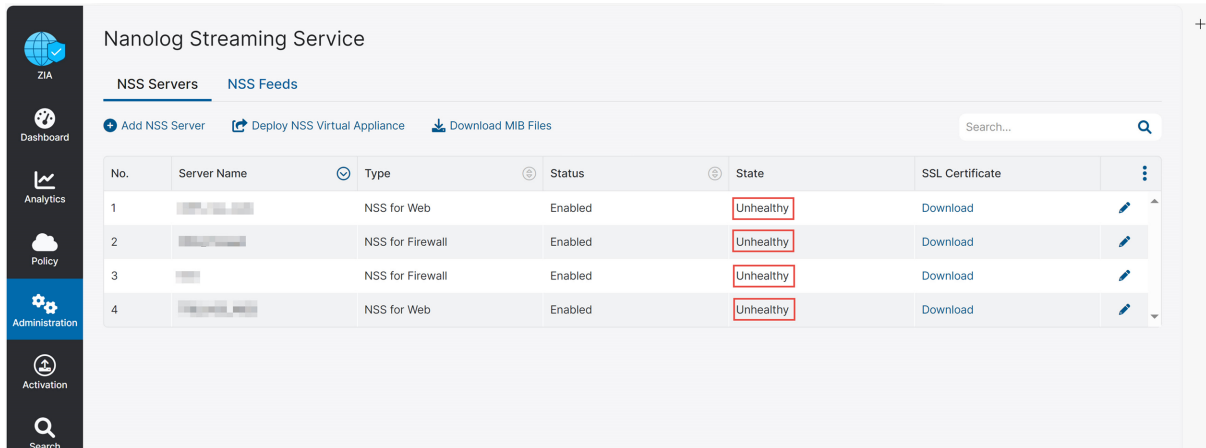 Nanolog Streaming Service
ZIA
NSS Servers NSS Feeds
Dashboard
Add NSS Server Deploy NSS Virtual Appliance Download MIB Files Search...
No. Server Name Type Status State SSL Certificate
Analytics
1 NSS for Web Enabled Unhealthy Download
2 NSS for Firewall Enabled Unhealthy Download
Policy
3 NSS for Firewall Enabled Unhealthy Download
4 NSS for Web Enabled Unhealthy Download
Administration
Activation
Search